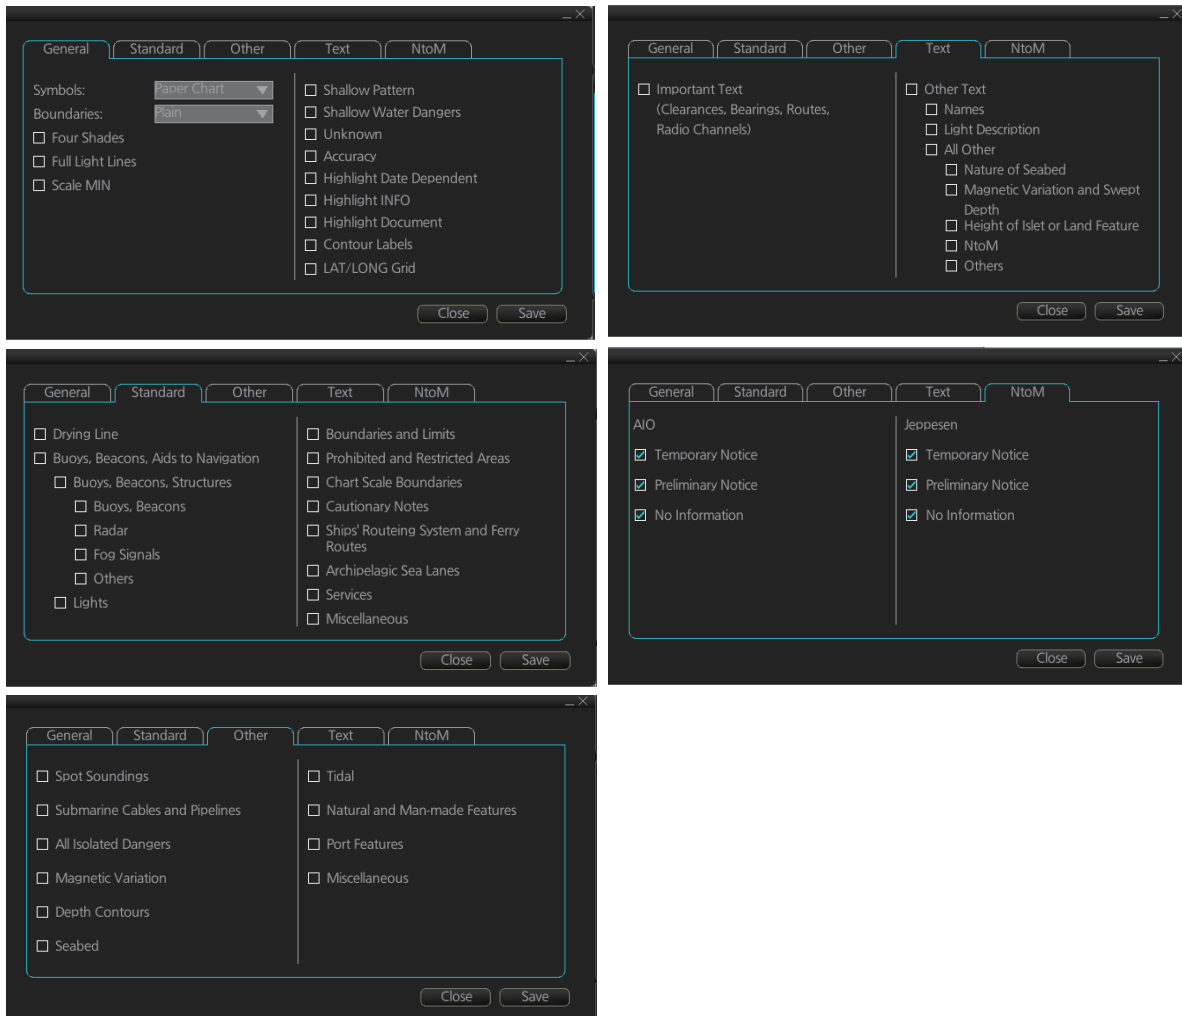 General Standard Other Text NtoM
Symbols: Paper Chart
Boundaries: Plain
Four Shades
Full Light Lines
Scale MIN
Shallow Pattern
Shallow Water Dangers
Unknown
Accuracy
Highlight Date Dependent
Highlight INFO
Highlight Document
Contour Labels
LAT/LONG Grid
Close Save
General Standard Other Text NtoM
Important Text
(Clearances, Bearings, Routes,
Radio Channels)
Other Text
Names
Light Description
All Other
Nature of Seabed
Magnetic Variation and Swept
Depth
Height of Islet or Land Feature
NtoM
Others
Close Save
General Standard Other Text NtoM
Drying Line
Buoys, Beacons, Aids to Navigation
Buoys, Beacons, Structures
Buoys, Beacons
Radar
Fog Signals
Others
Lights
Boundaries and Limits
Prohibited and Restricted Areas
Chart Scale Boundaries
Cautionary Notes
Ships' Routeing System and Ferry
Routes
Archipelagic Sea Lanes
Services
Miscellaneous
Close Save
General Standard Other Text NtoM
AIO
Temporary Notice
Preliminary Notice
No Information
Jeppesen
Temporary Notice
Preliminary Notice
No Information
Close Save
General Standard Other Text NtoM
Spot Soundings
Submarine Cables and Pipelines
All Isolated Dangers
Magnetic Variation
Depth Contours
Seabed
Tidal
Natural and Man-made Features
Port Features
Miscellaneous
Close Save